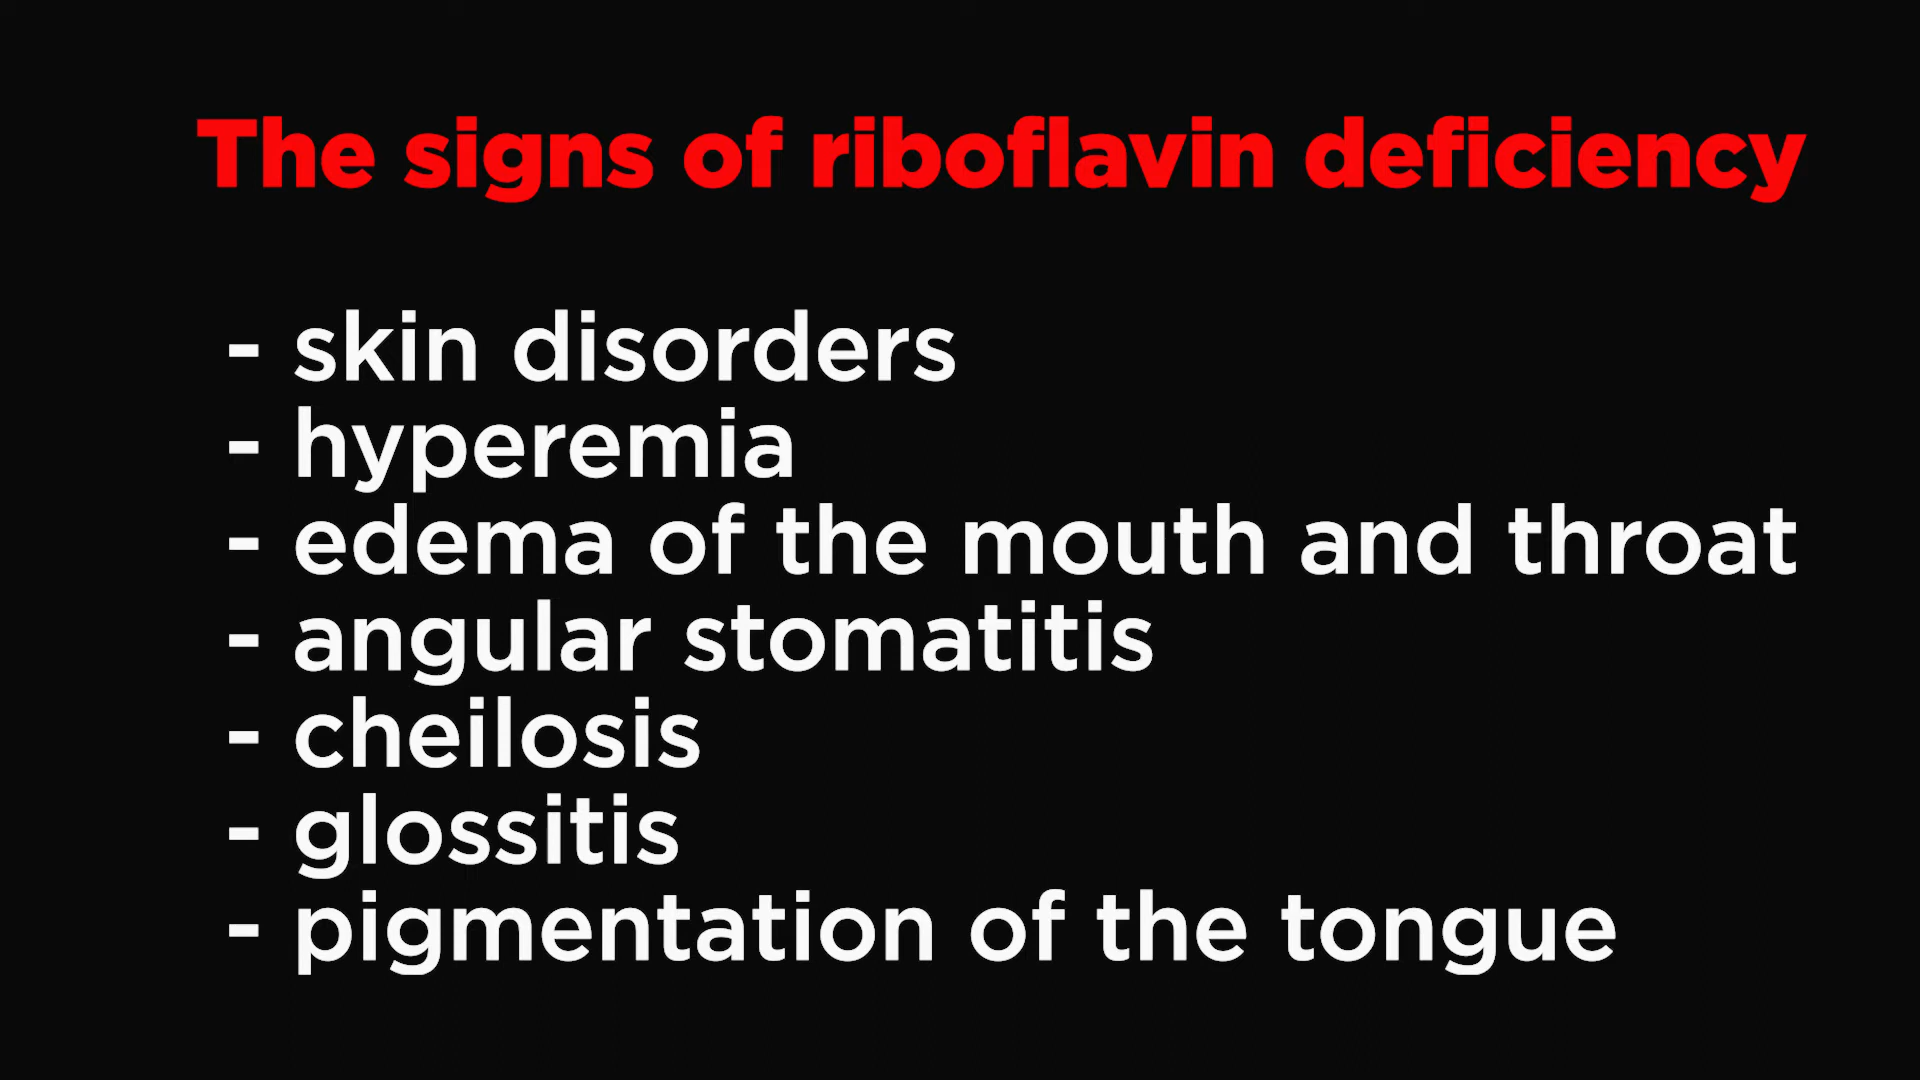 The signs of riboflavin deficiency
- skin disorders
- hyperemia
- edema of the mouth and throat
- angular stomatitis
- cheilosis
- glossitis
- pigmentation of the tongue